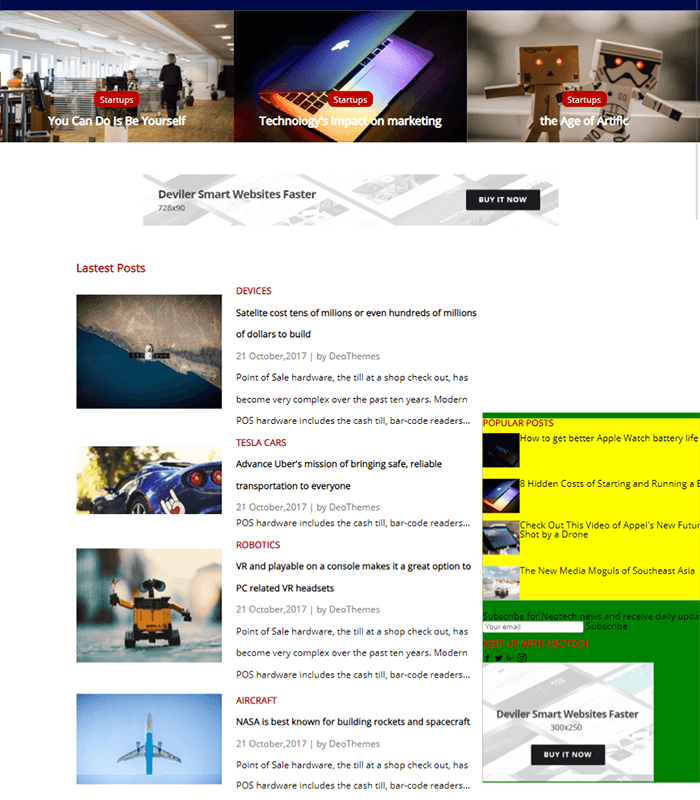 Startups
You Can Do Is Be Yourself
Startups
Technology's Impact on marketing
Startups
the Age of Artific
Deviler Smart Websites Faster
728x90
BUY IT NOW
Lastest Posts
DEVICES
Satelite cost tens of milions or even hundreds of millions
of dollars to build
21 October,2017 | by DeoThemes
Point of Sale hardware, the till at a shop check out, has
become very complex over the past ten years. Modern
POS hardware includes the cash till, bar-code readers...
TESLA CARS
Advance Uber's mission of bringing safe, reliable
transportation to everyone
21 October,2017 | by DeoThemes
POS hardware includes the cash till, bar-code readers...
ROBOTICS
VR and playable on a console makes it a great option to
PC related VR headsets
21 October,2017 | by DeoThemes
Point of Sale hardware, the till at a shop check out, has
become very complex over the past ten years. Modern
POS hardware includes the cash till, bar-code readers...
AIRCRAFT
NASA is best known for building rockets and spacecraft
21 October,2017 | by DeoThemes
Point of Sale hardware, the till at a shop check out, has
POS hardware includes the cash till, bar-code readers...
POPULAR POSTS
How to get better Apple Watch battery life
8 Hidden Costs of Starting and Running a B
Check Out This Video of Appel's New Futur
Shot by a Drone
The New Media Moguls of Southeast Asia
Subscribe for Neotech news and receive daily upda
Your email
Subscribe
KEEP UP WITH NEOTECH
Deviler Smart Websites Faster
300x250
BUY IT NOW